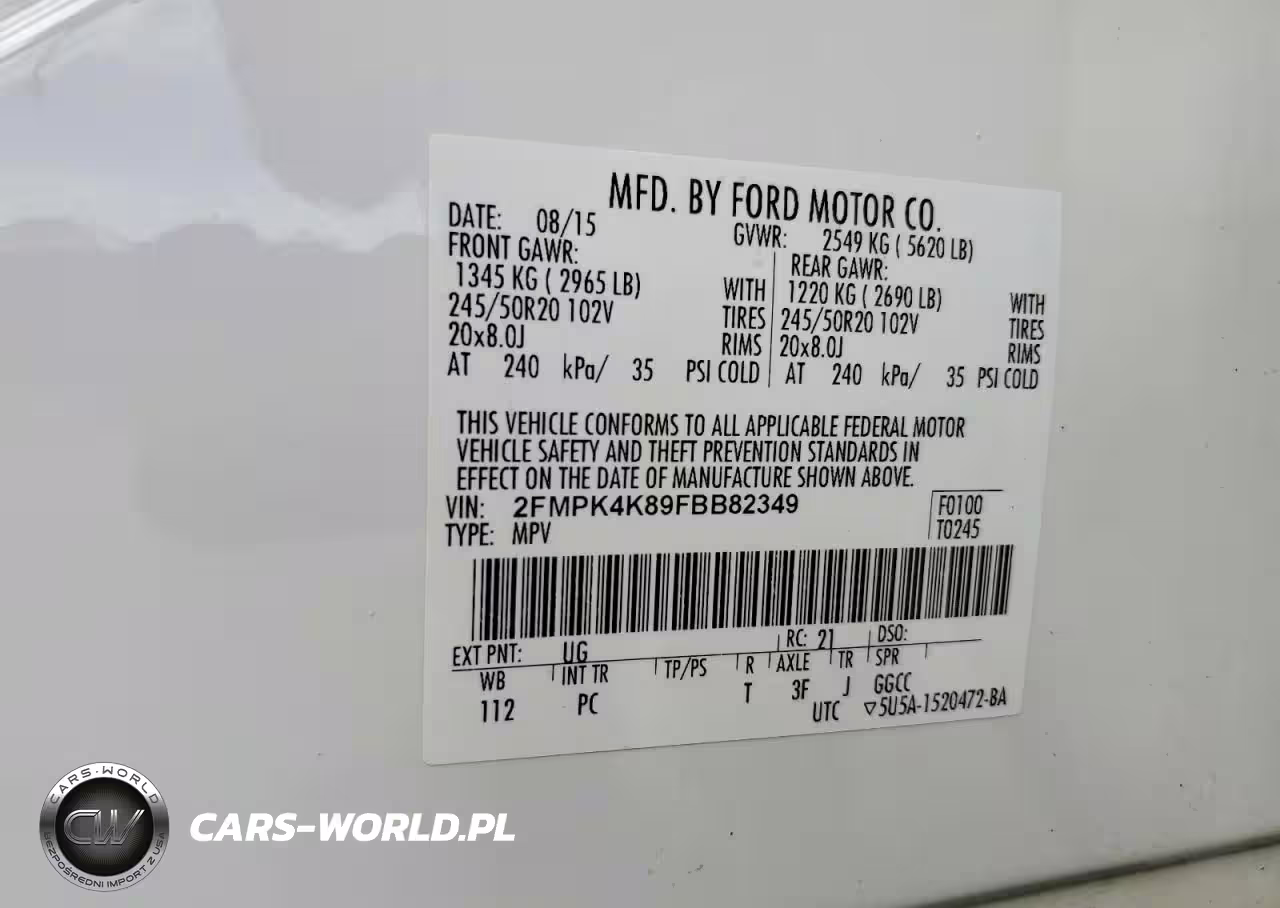 MFD. BY FORD MOTOR CO.
DATE: 08/15 GVWR: 2549 KG ( 5620 LB)
FRONT GAWR: REAR GAWR:
1345 KG ( 2965 LB) WITH 1220 KG ( 2690 LB) WITH
245/50R20 102V TIRES 245/50R20 102V TIRES
20x8.0J RIMS 20x8.0J RIMS
AT 240 kPa/ 35 PSI COLD AT 240 kPa/ 35 PSI COLD
THIS VEHICLE CONFORMS TO ALL APPLICABLE FEDERAL MOTOR
VEHICLE SAFETY AND THEFT PREVENTION STANDARDS IN
EFFECT ON THE DATE OF MANUFACTURE SHOWN ABOVE.
VIN: 2FMPK4K89FBB82349 F0100
TYPE: MPV T0245
EXT PNT: UG RC: 21 DSO:
WB INT TR TP/PS R AXLE TR SPR
112 PC T 3F J GGCC
UTC ▽5U5A-1520472-BA
CARS-WORLD
CW
BEZPOŚREDNI IMPORT Z USA
CARS-WORLD.PL